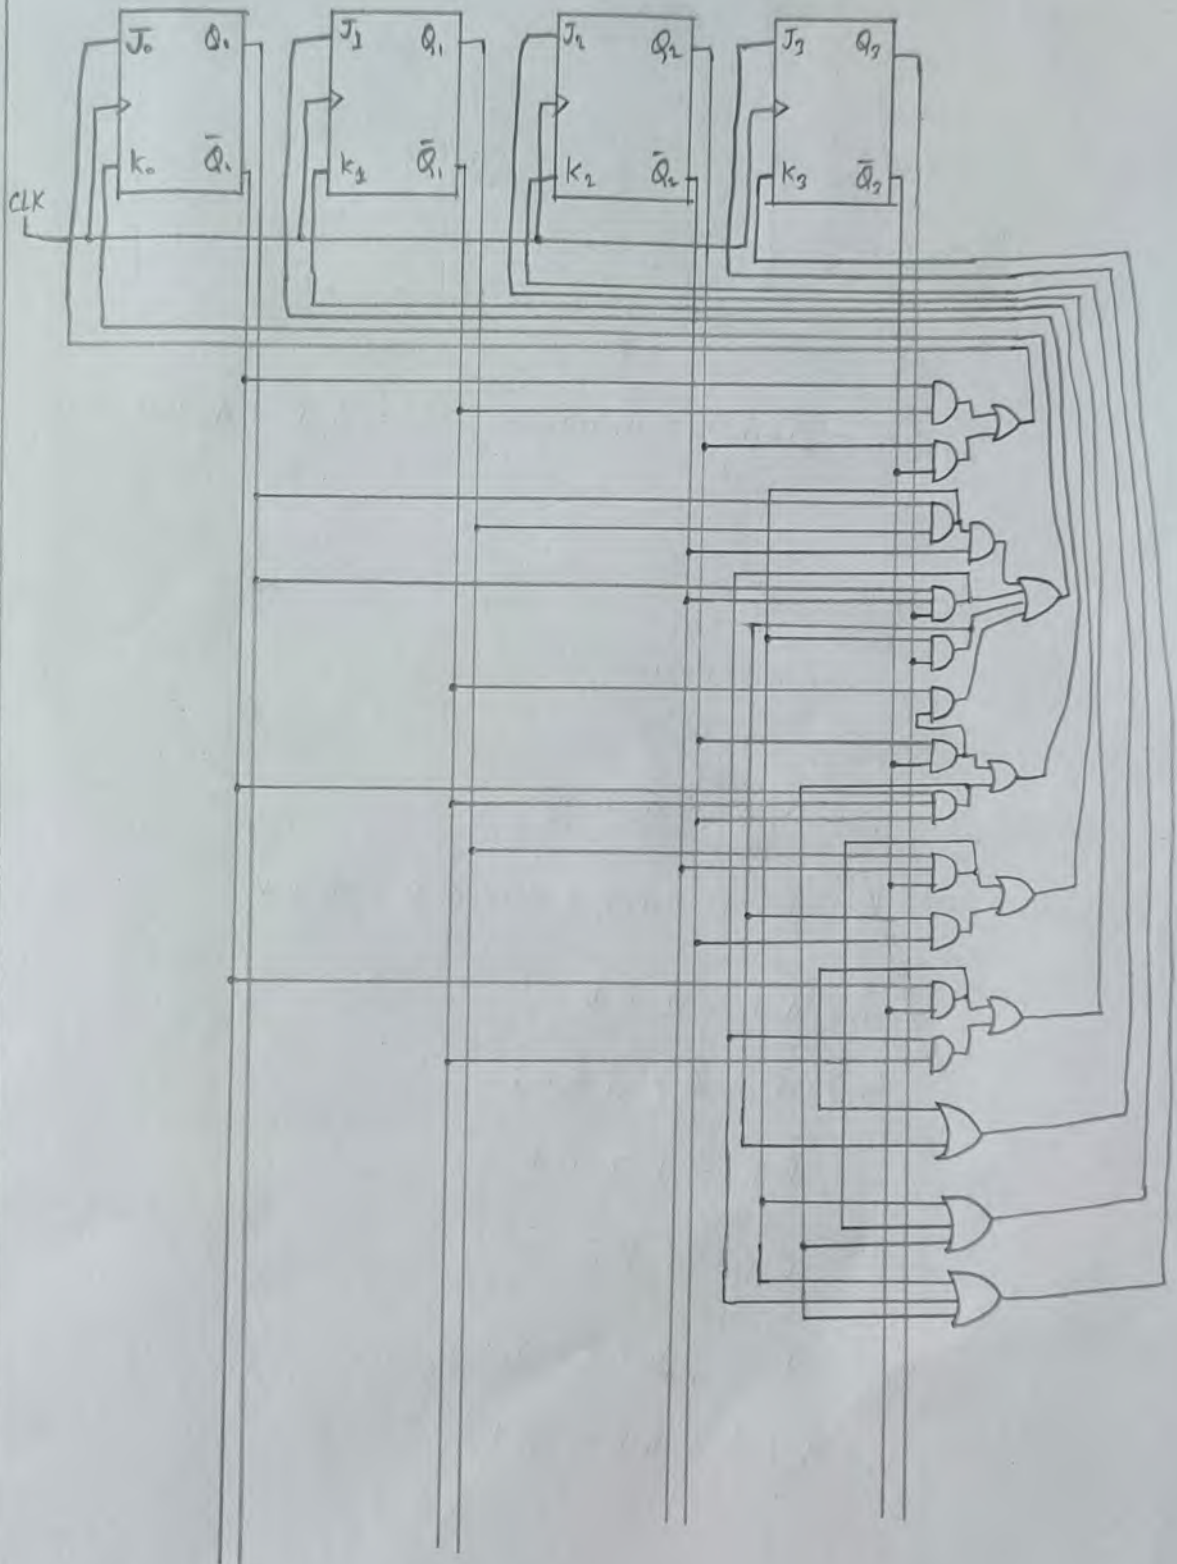 J₀ Q₀ J₁ Q₁ J₂ Q₂ J₃ Q₃
K₀ Q̄₀ K₁ Q̄₁ K₂ Q̄₂ K₃ Q̄₃
CLK